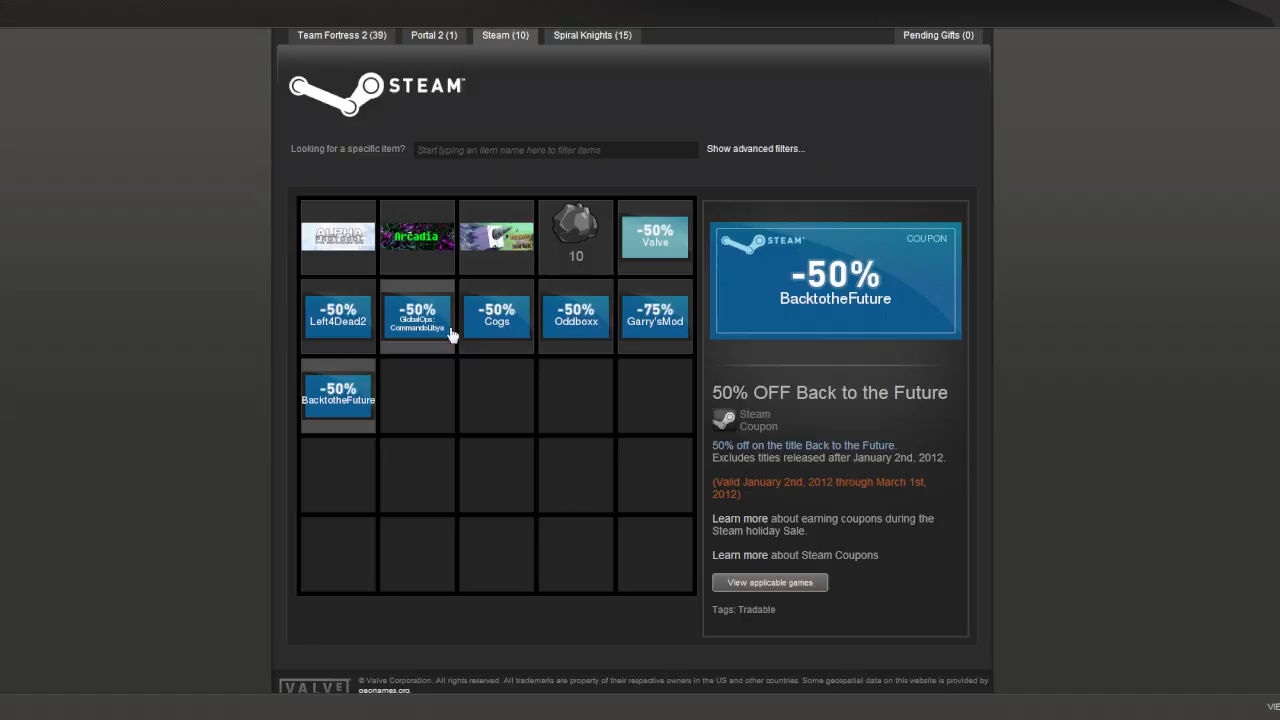 Team Fortress 2 (39)
Portal 2 (1)
Steam (10)
Spiral Knights (15)
Pending Gifts (0)
STEAM™
Looking for a specific item?
Start typing an item name here to filter items
Show advanced filters...
ALPHA
PROTOCOL
Arcadia
10
-50%
Valve
-50%
Left4Dead2
-50%
GlobalOps:
CommandoLibya
-50%
Cogs
-50%
Oddboxx
-75%
Garry'sMod
-50%
BacktotheFuture
STEAM™
COUPON
-50%
BacktotheFuture
50% OFF Back to the Future
Steam
Coupon
50% off on the title Back to the Future.
Excludes titles released after January 2nd, 2012.
(Valid January 2nd, 2012 through March 1st,
2012)
Learn more about earning coupons during the
Steam holiday Sale.
Learn more about Steam Coupons
View applicable games
Tags: Tradable
VALVE
© Valve Corporation. All rights reserved. All trademarks are property of their respective owners in the US and other countries. Some geospatial data on this website is provided by
geonames.org.
VIE